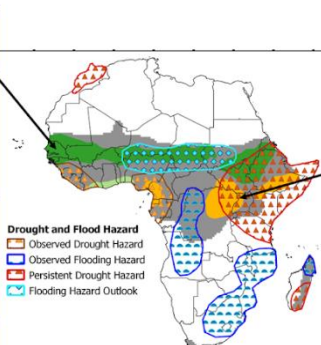 Drought and Flood Hazard
Observed Drought Hazard
Observed Flooding Hazard
Persistent Drought Hazard
Flooding Hazard Outlook